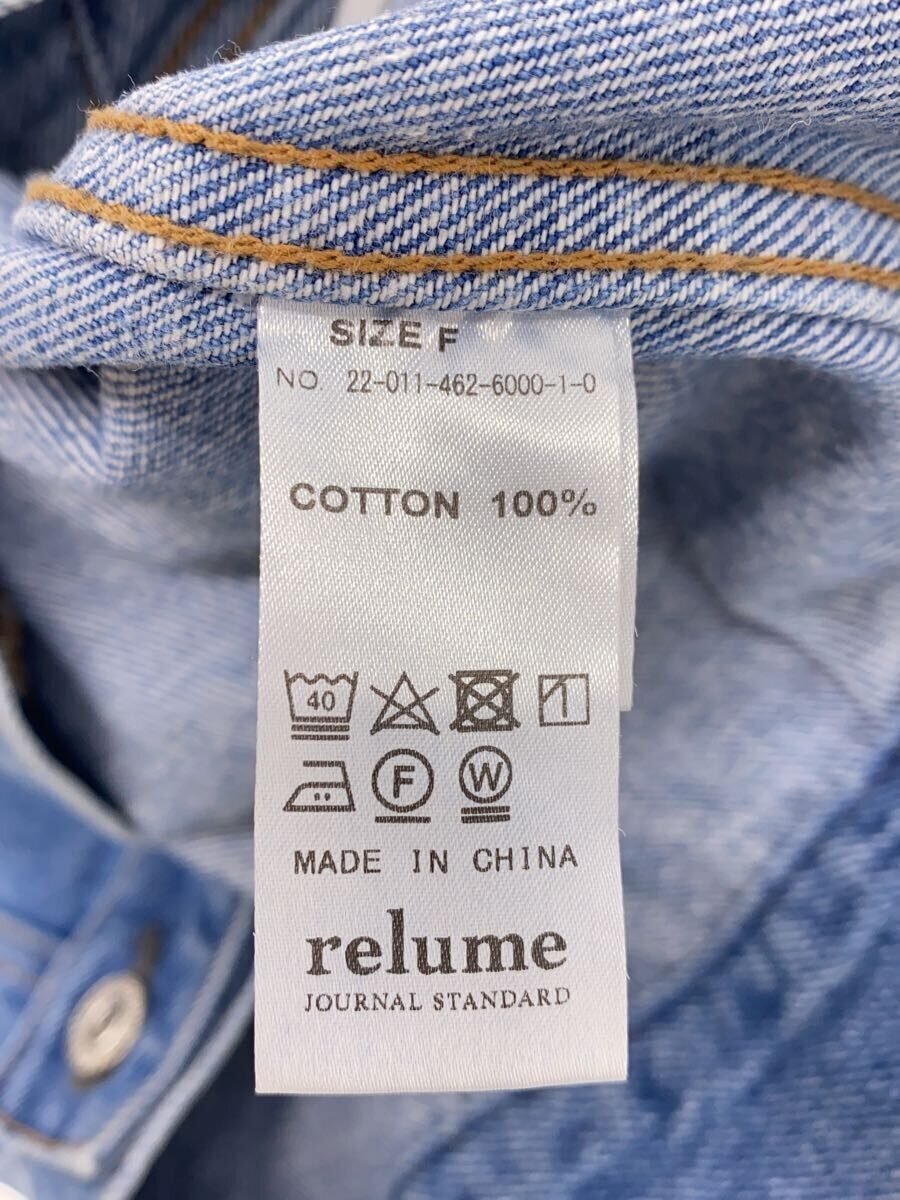 SIZE F
NO. 22-011-462-6000-1-0
COTTON 100%
40
F W
MADE IN CHINA
relume
JOURNAL STANDARD